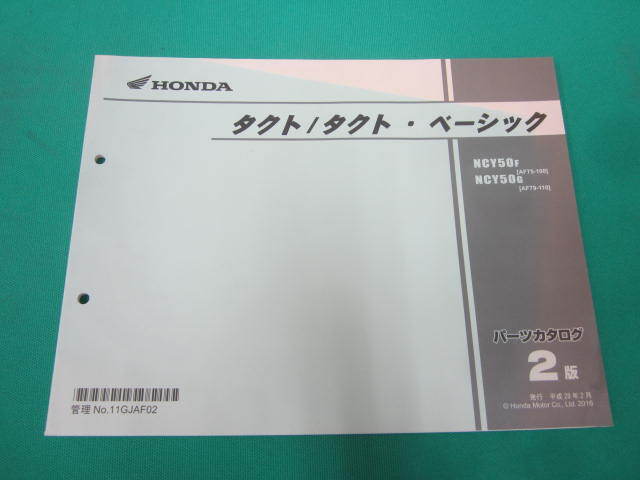 HONDA
タクト/タクト・ベーシック
NCY50F
[AF79-100]
NCY50G
[AF79-110]
パーツカタログ
2版
発行 平成28年2月
© Honda Motor Co., Ltd. 2016
管理 No.11GJAF02